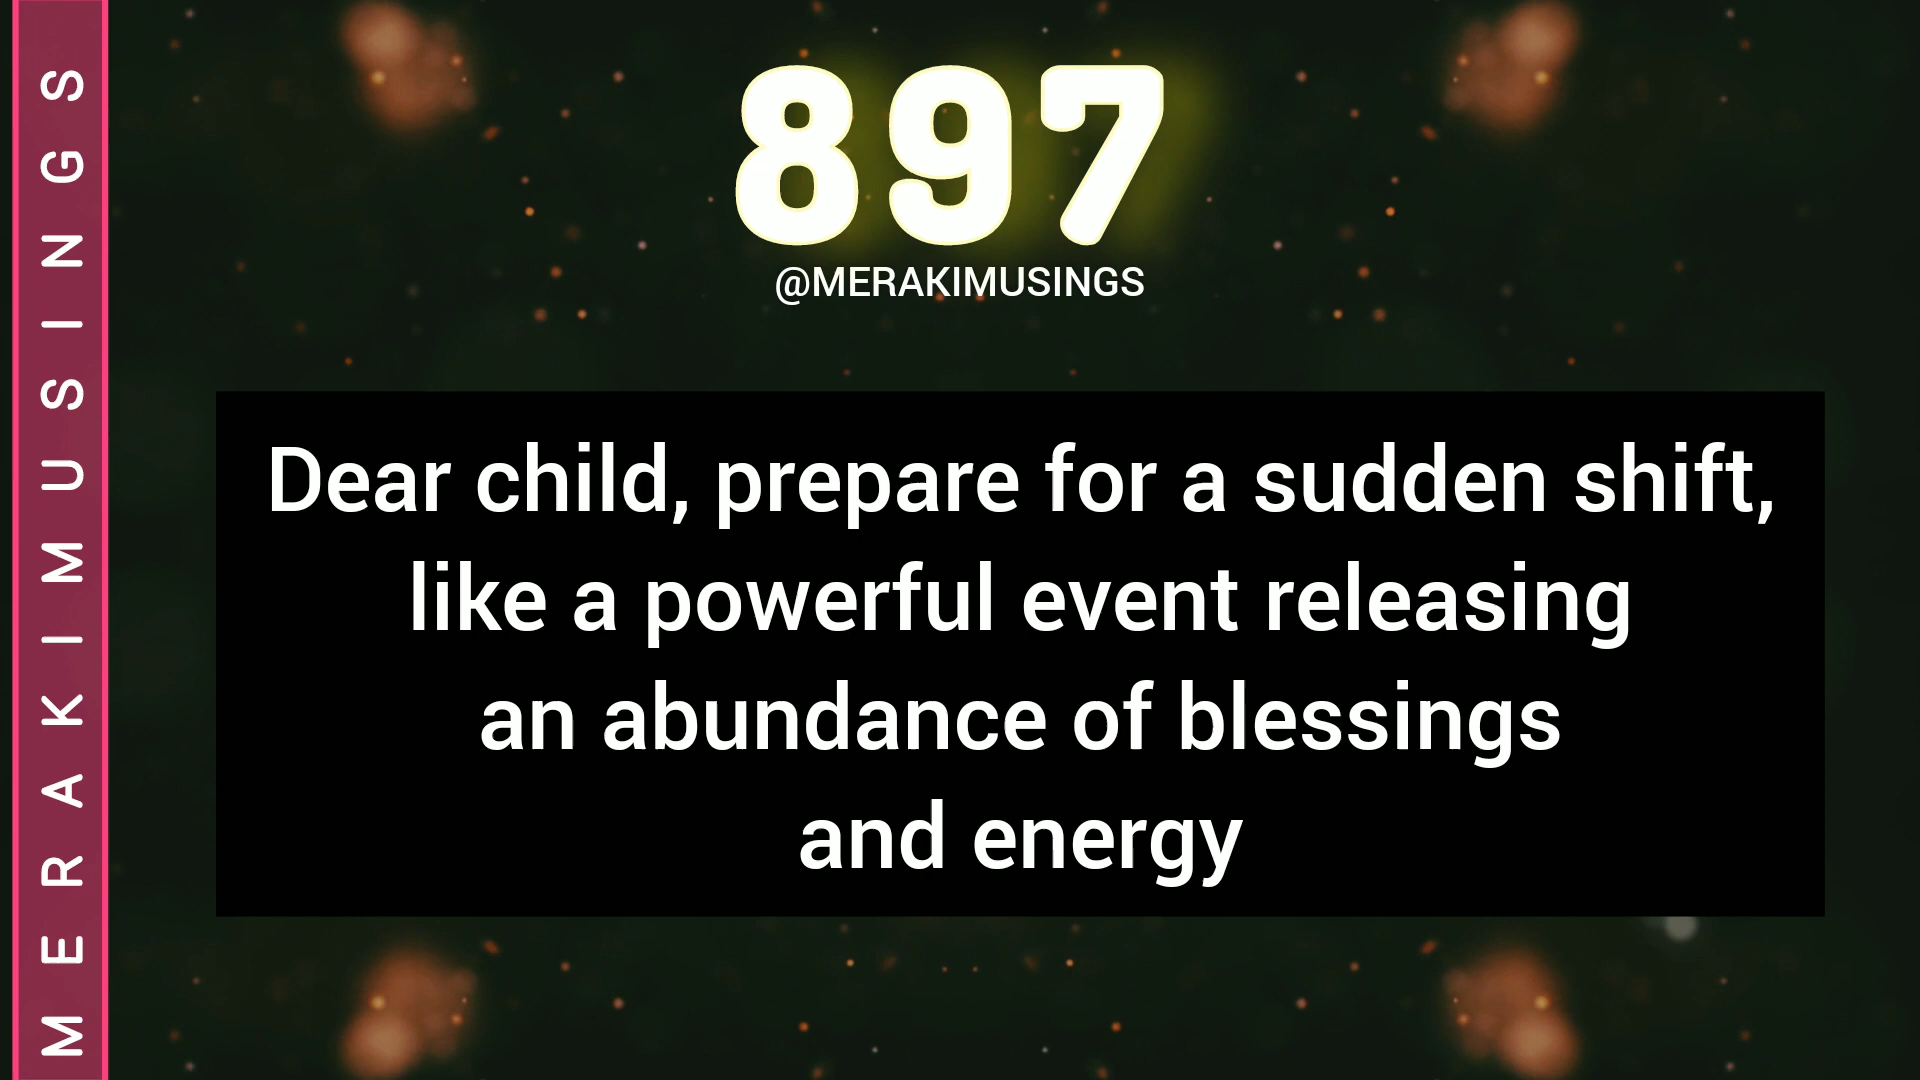 MERAKIMUSINGS
897
@MERAKIMUSINGS
Dear child, prepare for a sudden shift,
like a powerful event releasing
an abundance of blessings
and energy